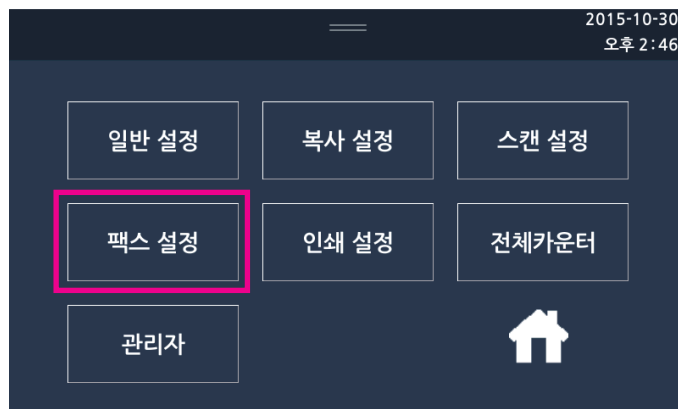 2015-10-30
오후 2:46
일반 설정
복사 설정
스캔 설정
팩스 설정
인쇄 설정
전체카운터
관리자